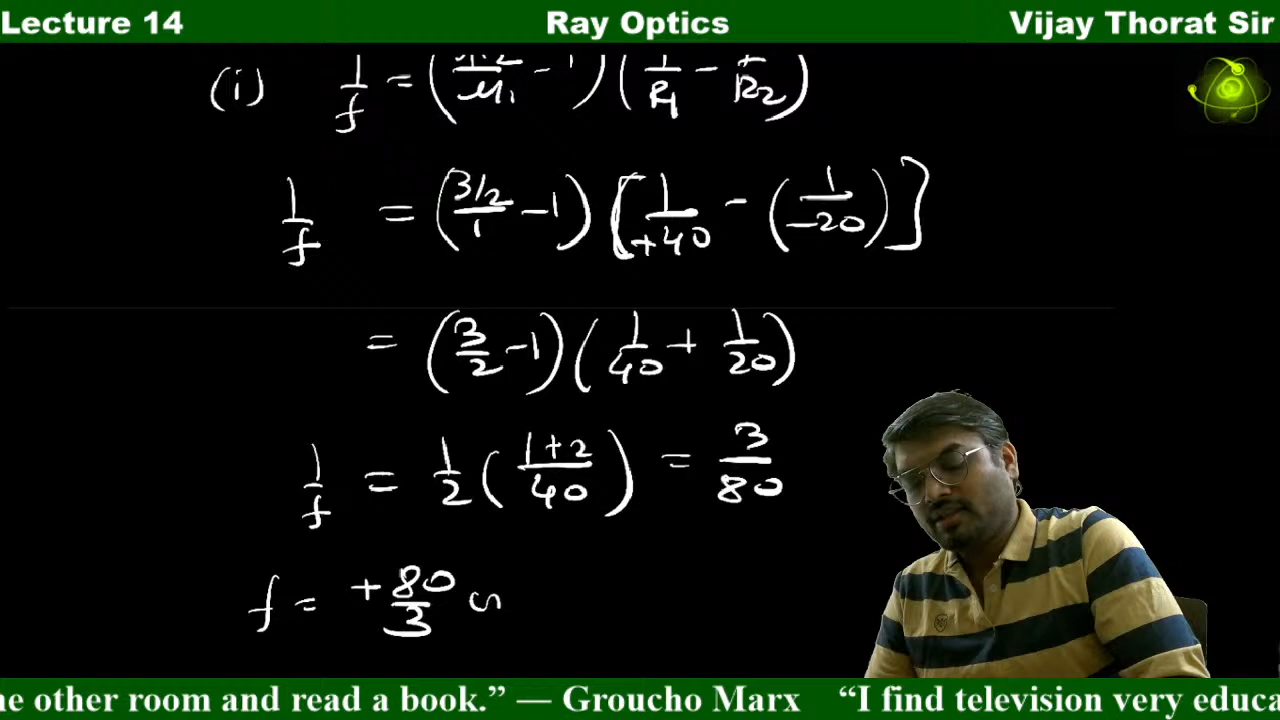 Lecture 14 Ray Optics Vijay Thorat Sir
(i) 1/f = (μ2/μ1 - 1)(1/R1 - 1/R2)
1/f = (3/2/1 - 1)[1/+40 - (1/-20)]
= (3/2 - 1)(1/40 + 1/20)
1/f = 1/2(1+2/40) = 3/80
f = +80/3 c
ne other room and read a book.” — Groucho Marx “I find television very educa